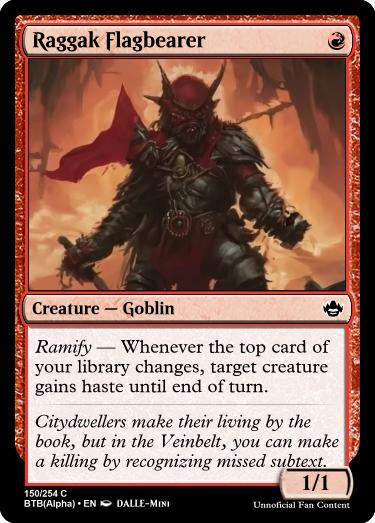 Raggak Flagbearer
Creature — Goblin
Ramify — Whenever the top card of
your library changes, target creature
gains haste until end of turn.
Citydwellers make their living by the
book, but in the Veinbelt, you can make
a killing by recognizing missed subtext.
1/1
150/254 C
BTB(Alpha) • EN DALLE-MINI
Unnoficial Fan Content